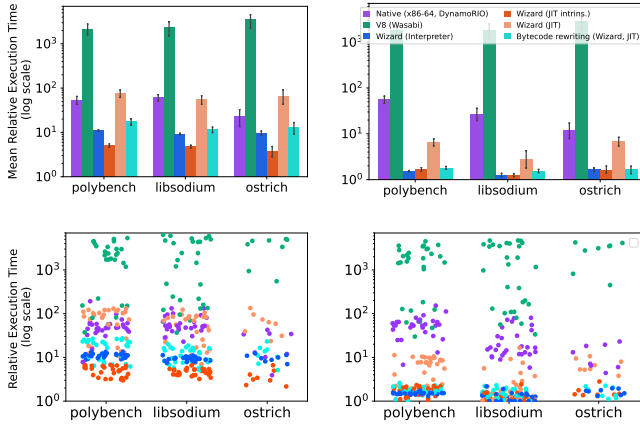 Native (x86-64, DynamoRIO)
V8 (Wasabi)
Wizard (Interpreter)
Wizard (JIT intrins.)
Wizard (JIT)
Bytecode rewriting (Wizard, JIT)
Mean Relative Execution Time
(log scale)
10³
10²
10¹
10⁰
polybench libsodium ostrich
10³
10²
10¹
10⁰
polybench libsodium ostrich
Relative Execution Time
(log scale)
10³
10²
10¹
10⁰
polybench libsodium ostrich
10³
10²
10¹
10⁰
polybench libsodium ostrich